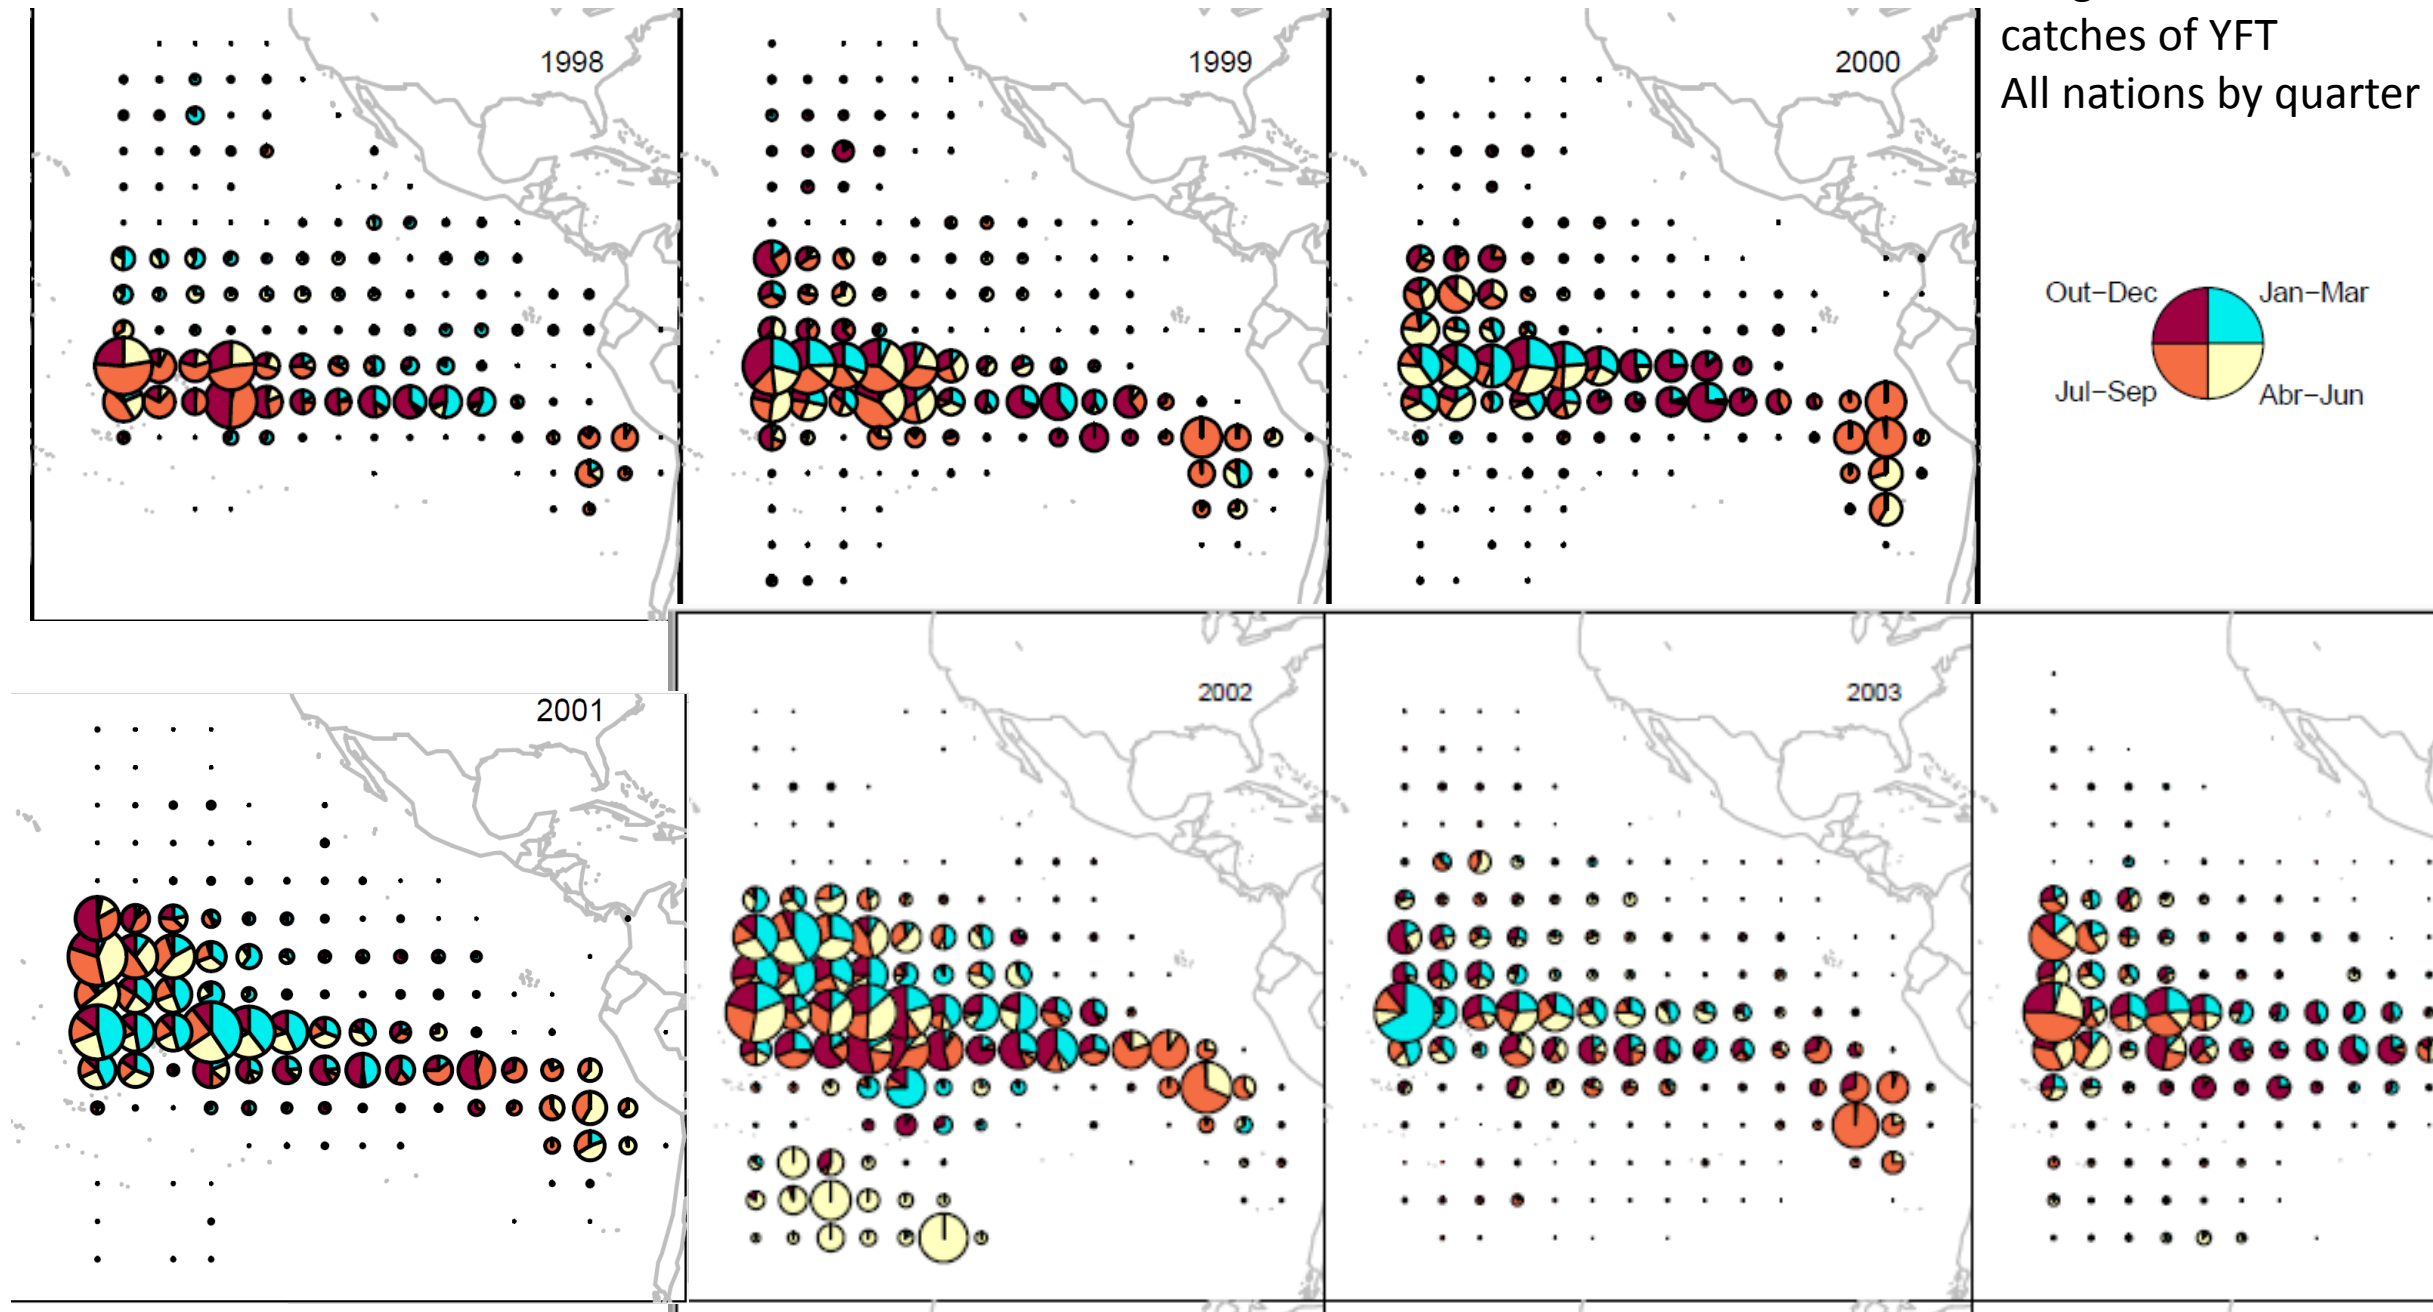 1998
1999
2000
catches of YFT
All nations by quarter
Out-Dec
Jan-Mar
Jul-Sep
Abr-Jun
2001
2002
2003